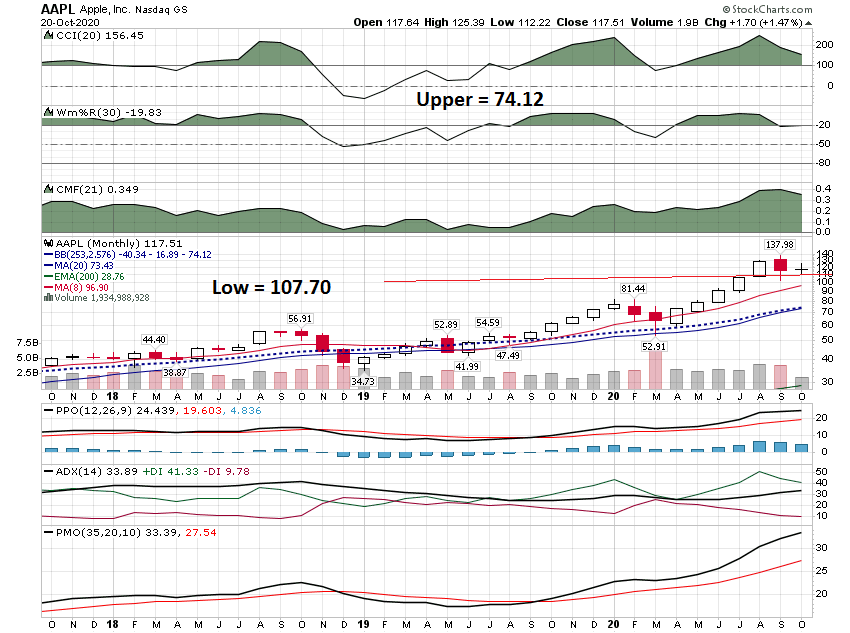 AAPL Apple, Inc. Nasdaq GS
© StockCharts.com
20-Oct-2020
Open 117.64 High 125.39 Low 112.22 Close 117.51 Volume 1.9B Chg +1.70 (+1.47%)
CCI(20) 156.45
200
100
0
Upper = 74.12
Wm%R(30) -19.83
-20
-50
-80
CMF(21) 0.349
0.4
0.3
0.2
0.1
0.0
AAPL (Monthly) 117.51
BB(253,2.576) -40.34 - 16.89 - 74.12
MA(20) 73.43
EMA(200) 28.76
MA(8) 96.90
Volume 1,934,988,928
Low = 107.70
137.98
81.44
56.91
52.89
54.59
44.40
38.87
34.73
41.99
47.49
52.91
140
100
90
80
70
60
50
40
30
7.5B
5.0B
2.5B
O N D 18 F M A M J J A S O N D 19 F M A M J J A S O N D 20 F M A M J J A S O
PPO(12,26,9) 24.439, 19.603, 4.836
20
10
0
ADX(14) 33.89 +DI 41.33 -DI 9.78
50
40
30
20
10
PMO(35,20,10) 33.39, 27.54
30
25
20
O N D 18 F M A M J J A S O N D 19 F M A M J J A S O N D 20 F M A M J J A S O